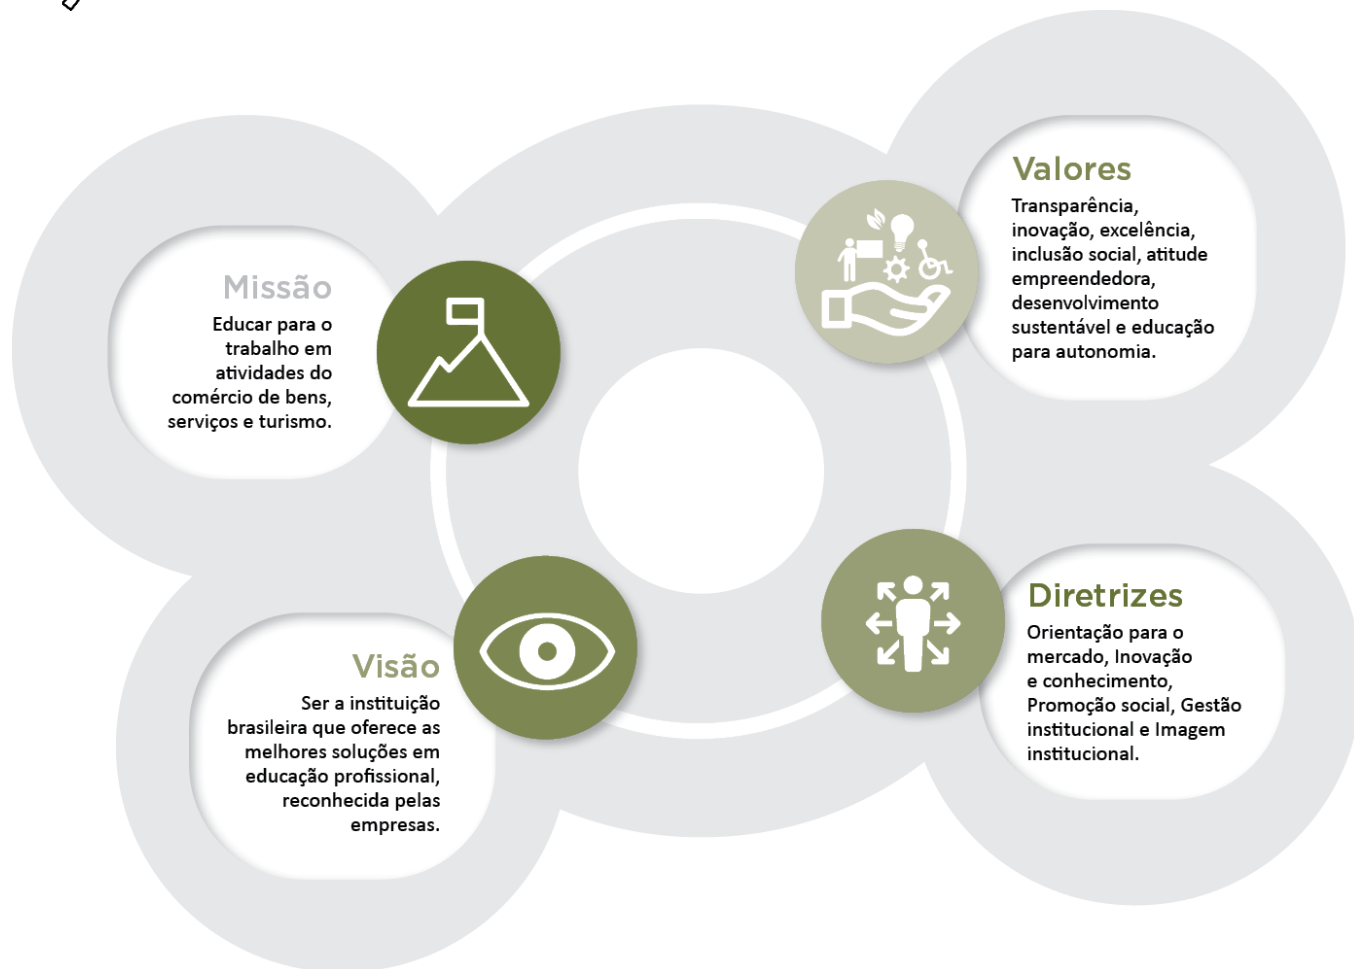 Missão
Educar para o
trabalho em
atividades do
comércio de bens,
serviços e turismo.
Valores
Transparência,
inovação, excelência,
inclusão social, atitude
empreendedora,
desenvolvimento
sustentável e educação
para autonomia.
Visão
Ser a instituição
brasileira que oferece as
melhores soluções em
educação profissional,
reconhecida pelas
empresas.
Diretrizes
Orientação para o
mercado, Inovação
e conhecimento,
Promoção social, Gestão
institucional e Imagem
institucional.